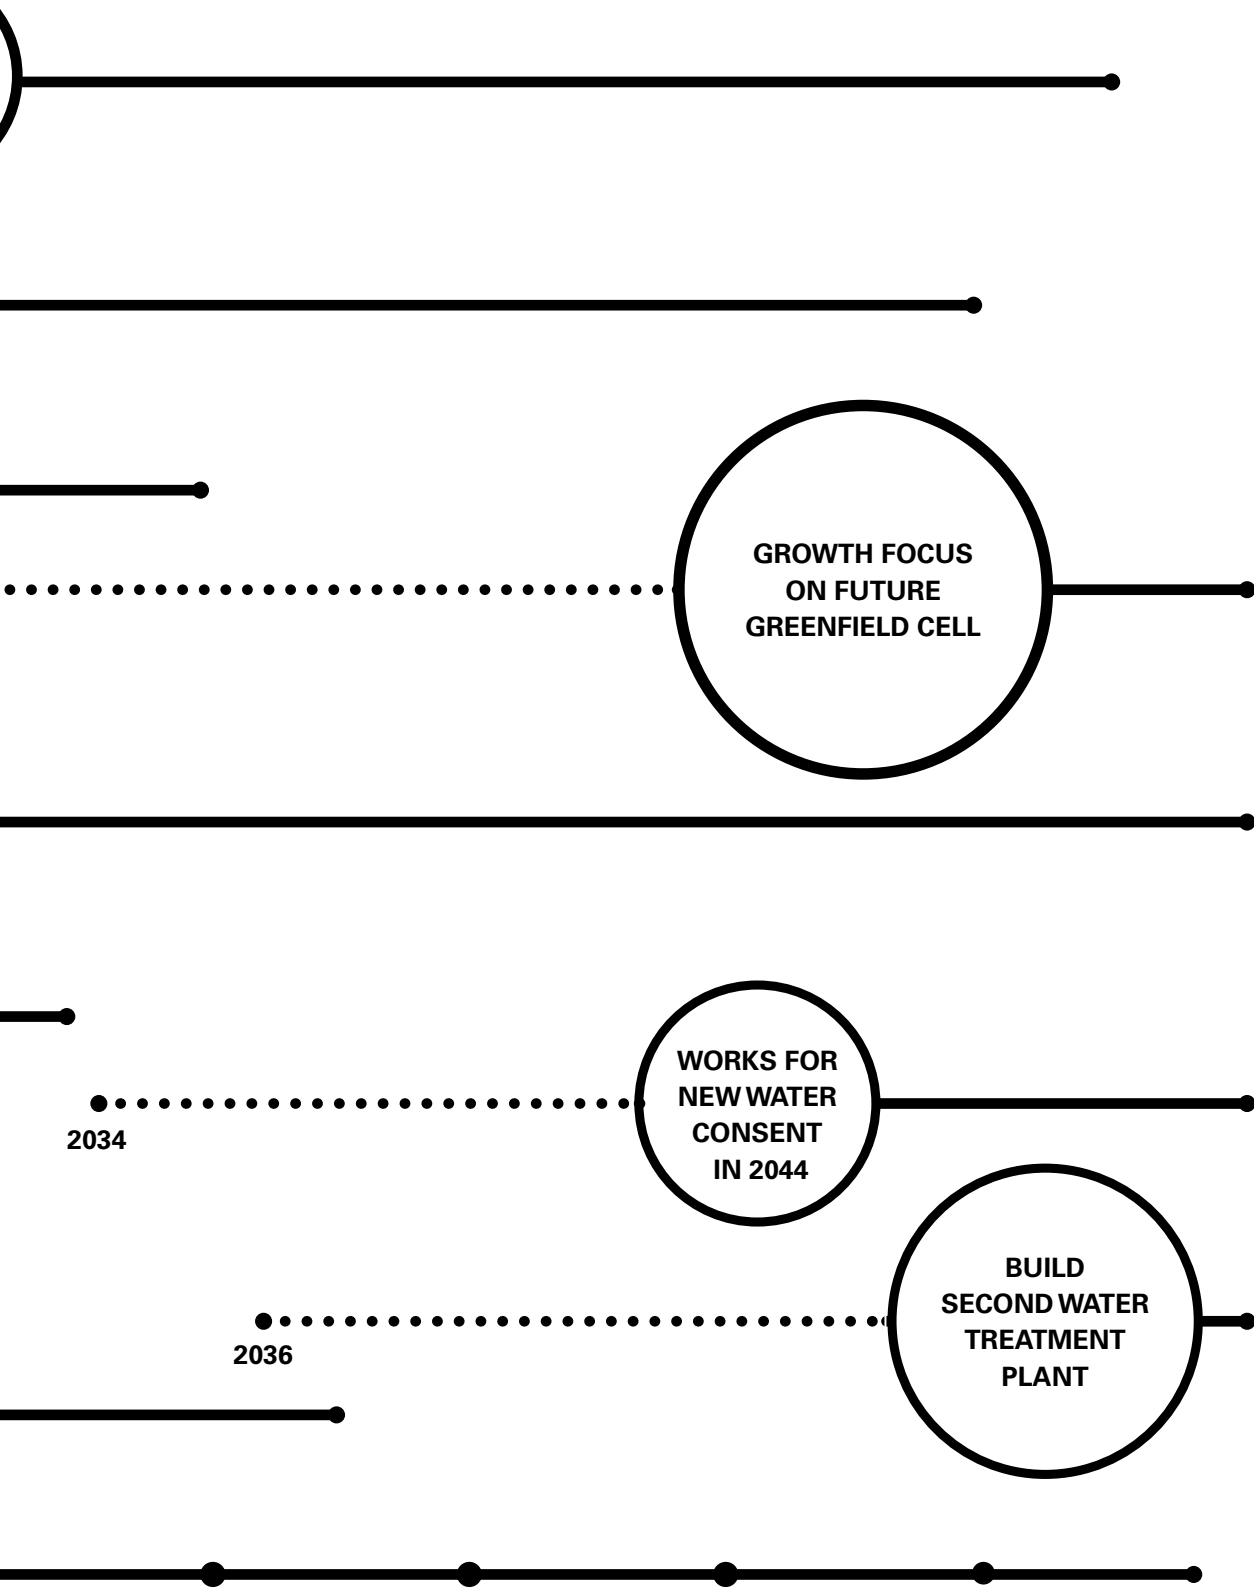 GROWTH FOCUS
ON FUTURE
GREENFIELD CELL
WORKS FOR
NEW WATER
CONSENT
IN 2044
2034
BUILD
SECOND WATER
TREATMENT
PLANT
2036